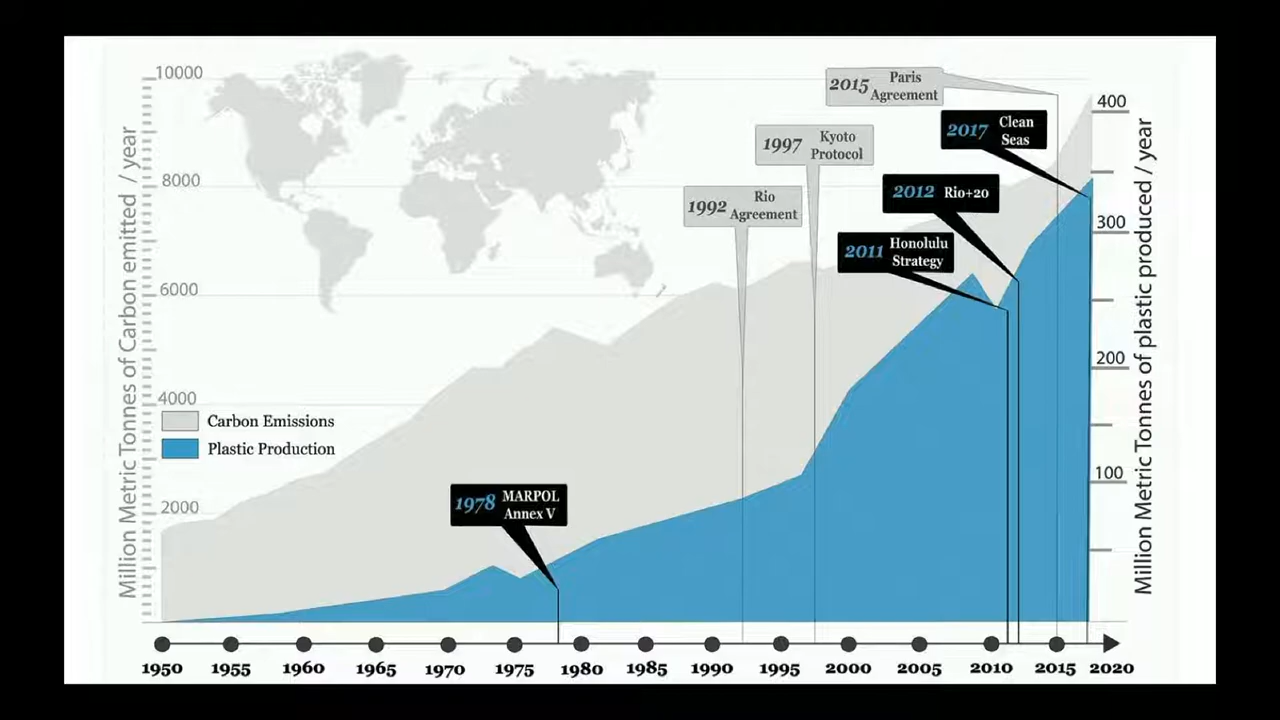 10000
8000
6000
4000
2000
Million Metric Tonnes of Carbon emitted / year
2015 Paris
Agreement
1997 Kyoto
Protocol
1992 Rio
Agreement
2017 Clean
Seas
2012 Rio+20
2011 Honolulu
Strategy
1978 MARPOL
Annex V
Carbon Emissions
Plastic Production
400
300
200
100
Million Metric Tonnes of plastic produced / year
1950 1955 1960 1965 1970 1975 1980 1985 1990 1995 2000 2005 2010 2015 2020